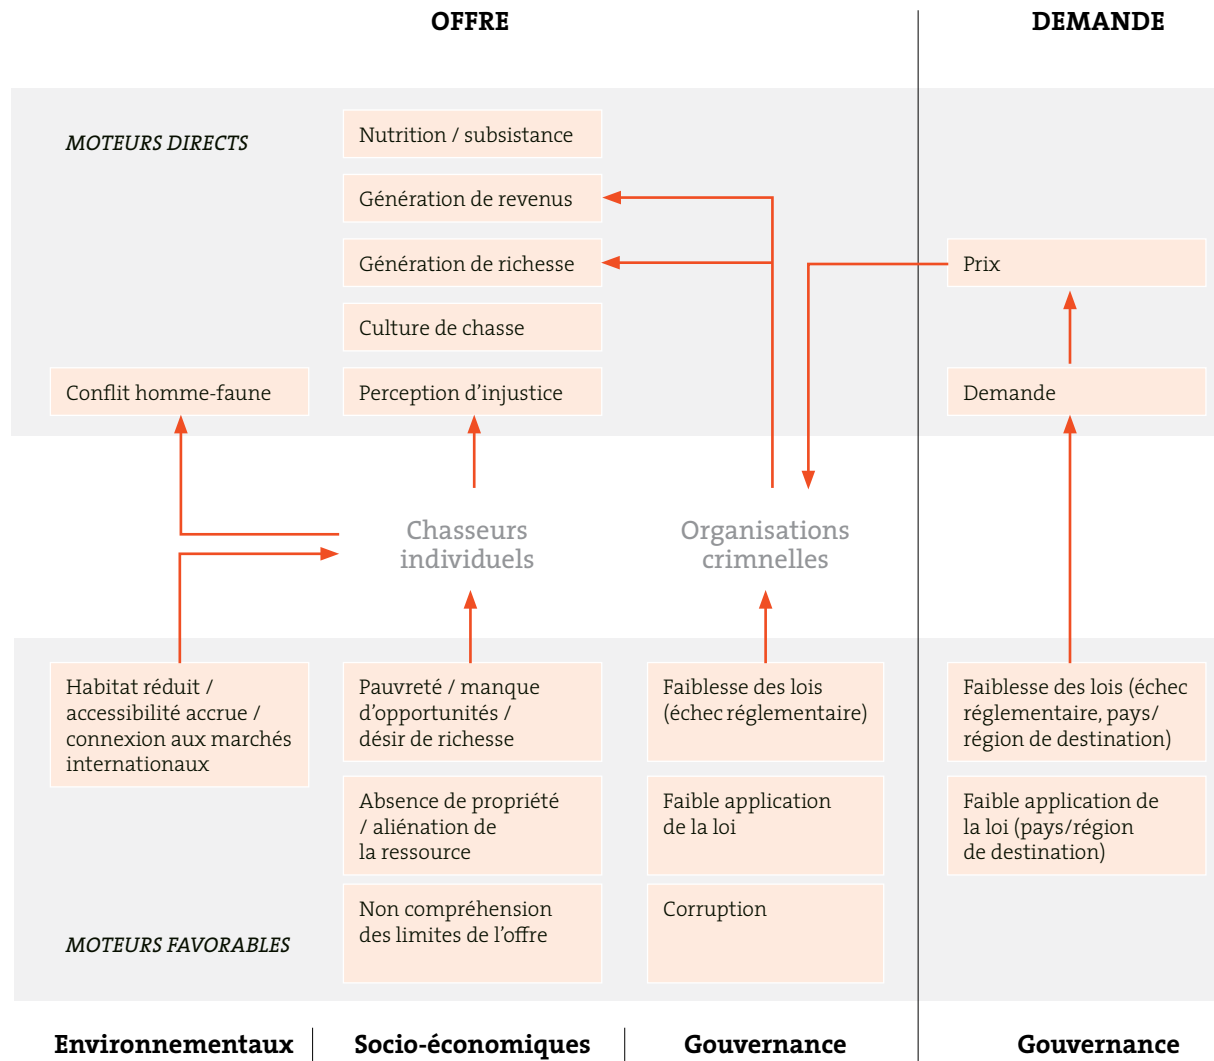 OFFRE
DEMANDE
MOTEURS DIRECTS
Nutrition / subsistance
Génération de revenus
Génération de richesse
Prix
Culture de chasse
Conflit homme-faune
Perception d’injustice
Demande
Chasseurs
individuels
Organisations
crimnelles
Habitat réduit /
accessibilité accrue /
connexion aux marchés
internationaux
Pauvreté / manque
d’opportunités /
désir de richesse
Faiblesse des lois
(échec réglementaire)
Faiblesse des lois (échec
réglementaire, pays/
région de destination)
Absence de propriété
/ aliénation de
la ressource
Faible application
de la loi
Faible application de
la loi (pays/région
de destination)
Non compréhension
des limites de l’offre
Corruption
MOTEURS FAVORABLES
Environnementaux
Socio-économiques
Gouvernance
Gouvernance